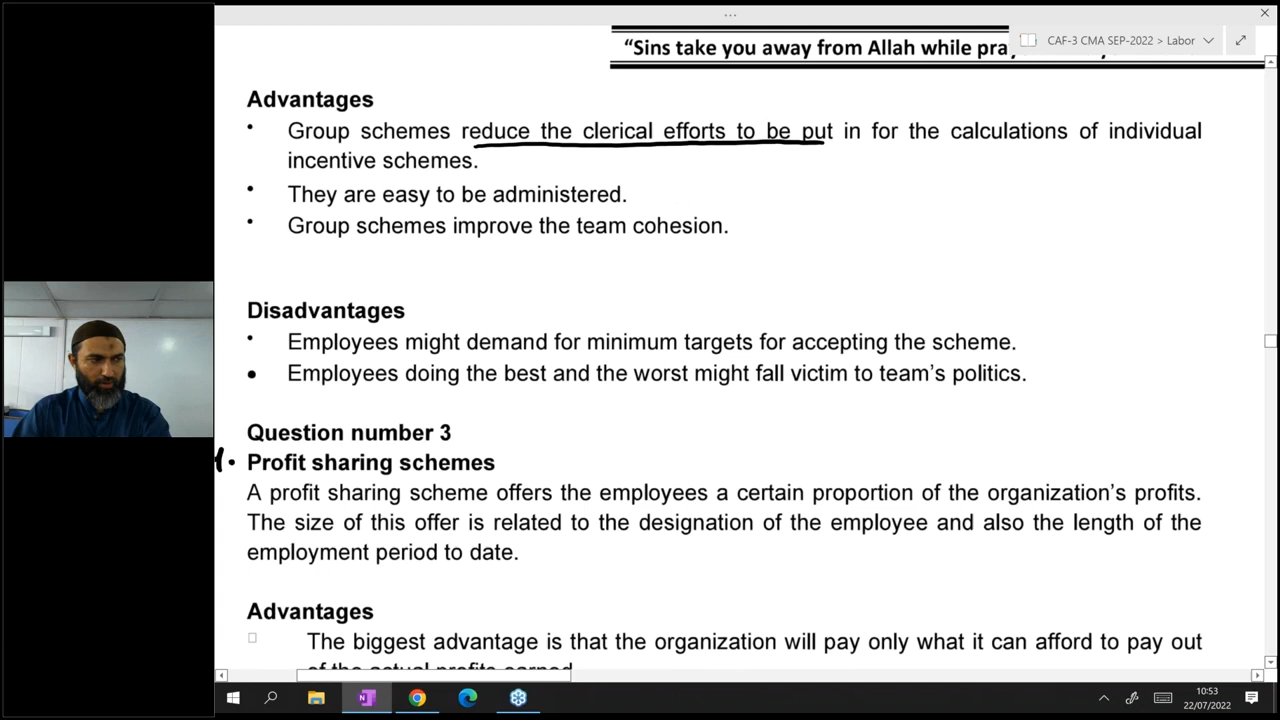 “Sins take you away from Allah while
CAF-3 CMA SEP-2022 > Labor
Advantages
• Group schemes reduce the clerical efforts to be put in for the calculations of individual
incentive schemes.
• They are easy to be administered.
• Group schemes improve the team cohesion.
Disadvantages
• Employees might demand for minimum targets for accepting the scheme.
• Employees doing the best and the worst might fall victim to team’s politics.
Question number 3
• Profit sharing schemes
A profit sharing scheme offers the employees a certain proportion of the organization’s profits.
The size of this offer is related to the designation of the employee and also the length of the
employment period to date.
Advantages
The biggest advantage is that the organization will pay only what it can afford to pay out
of the actual profits earned
10:53
22/07/2022